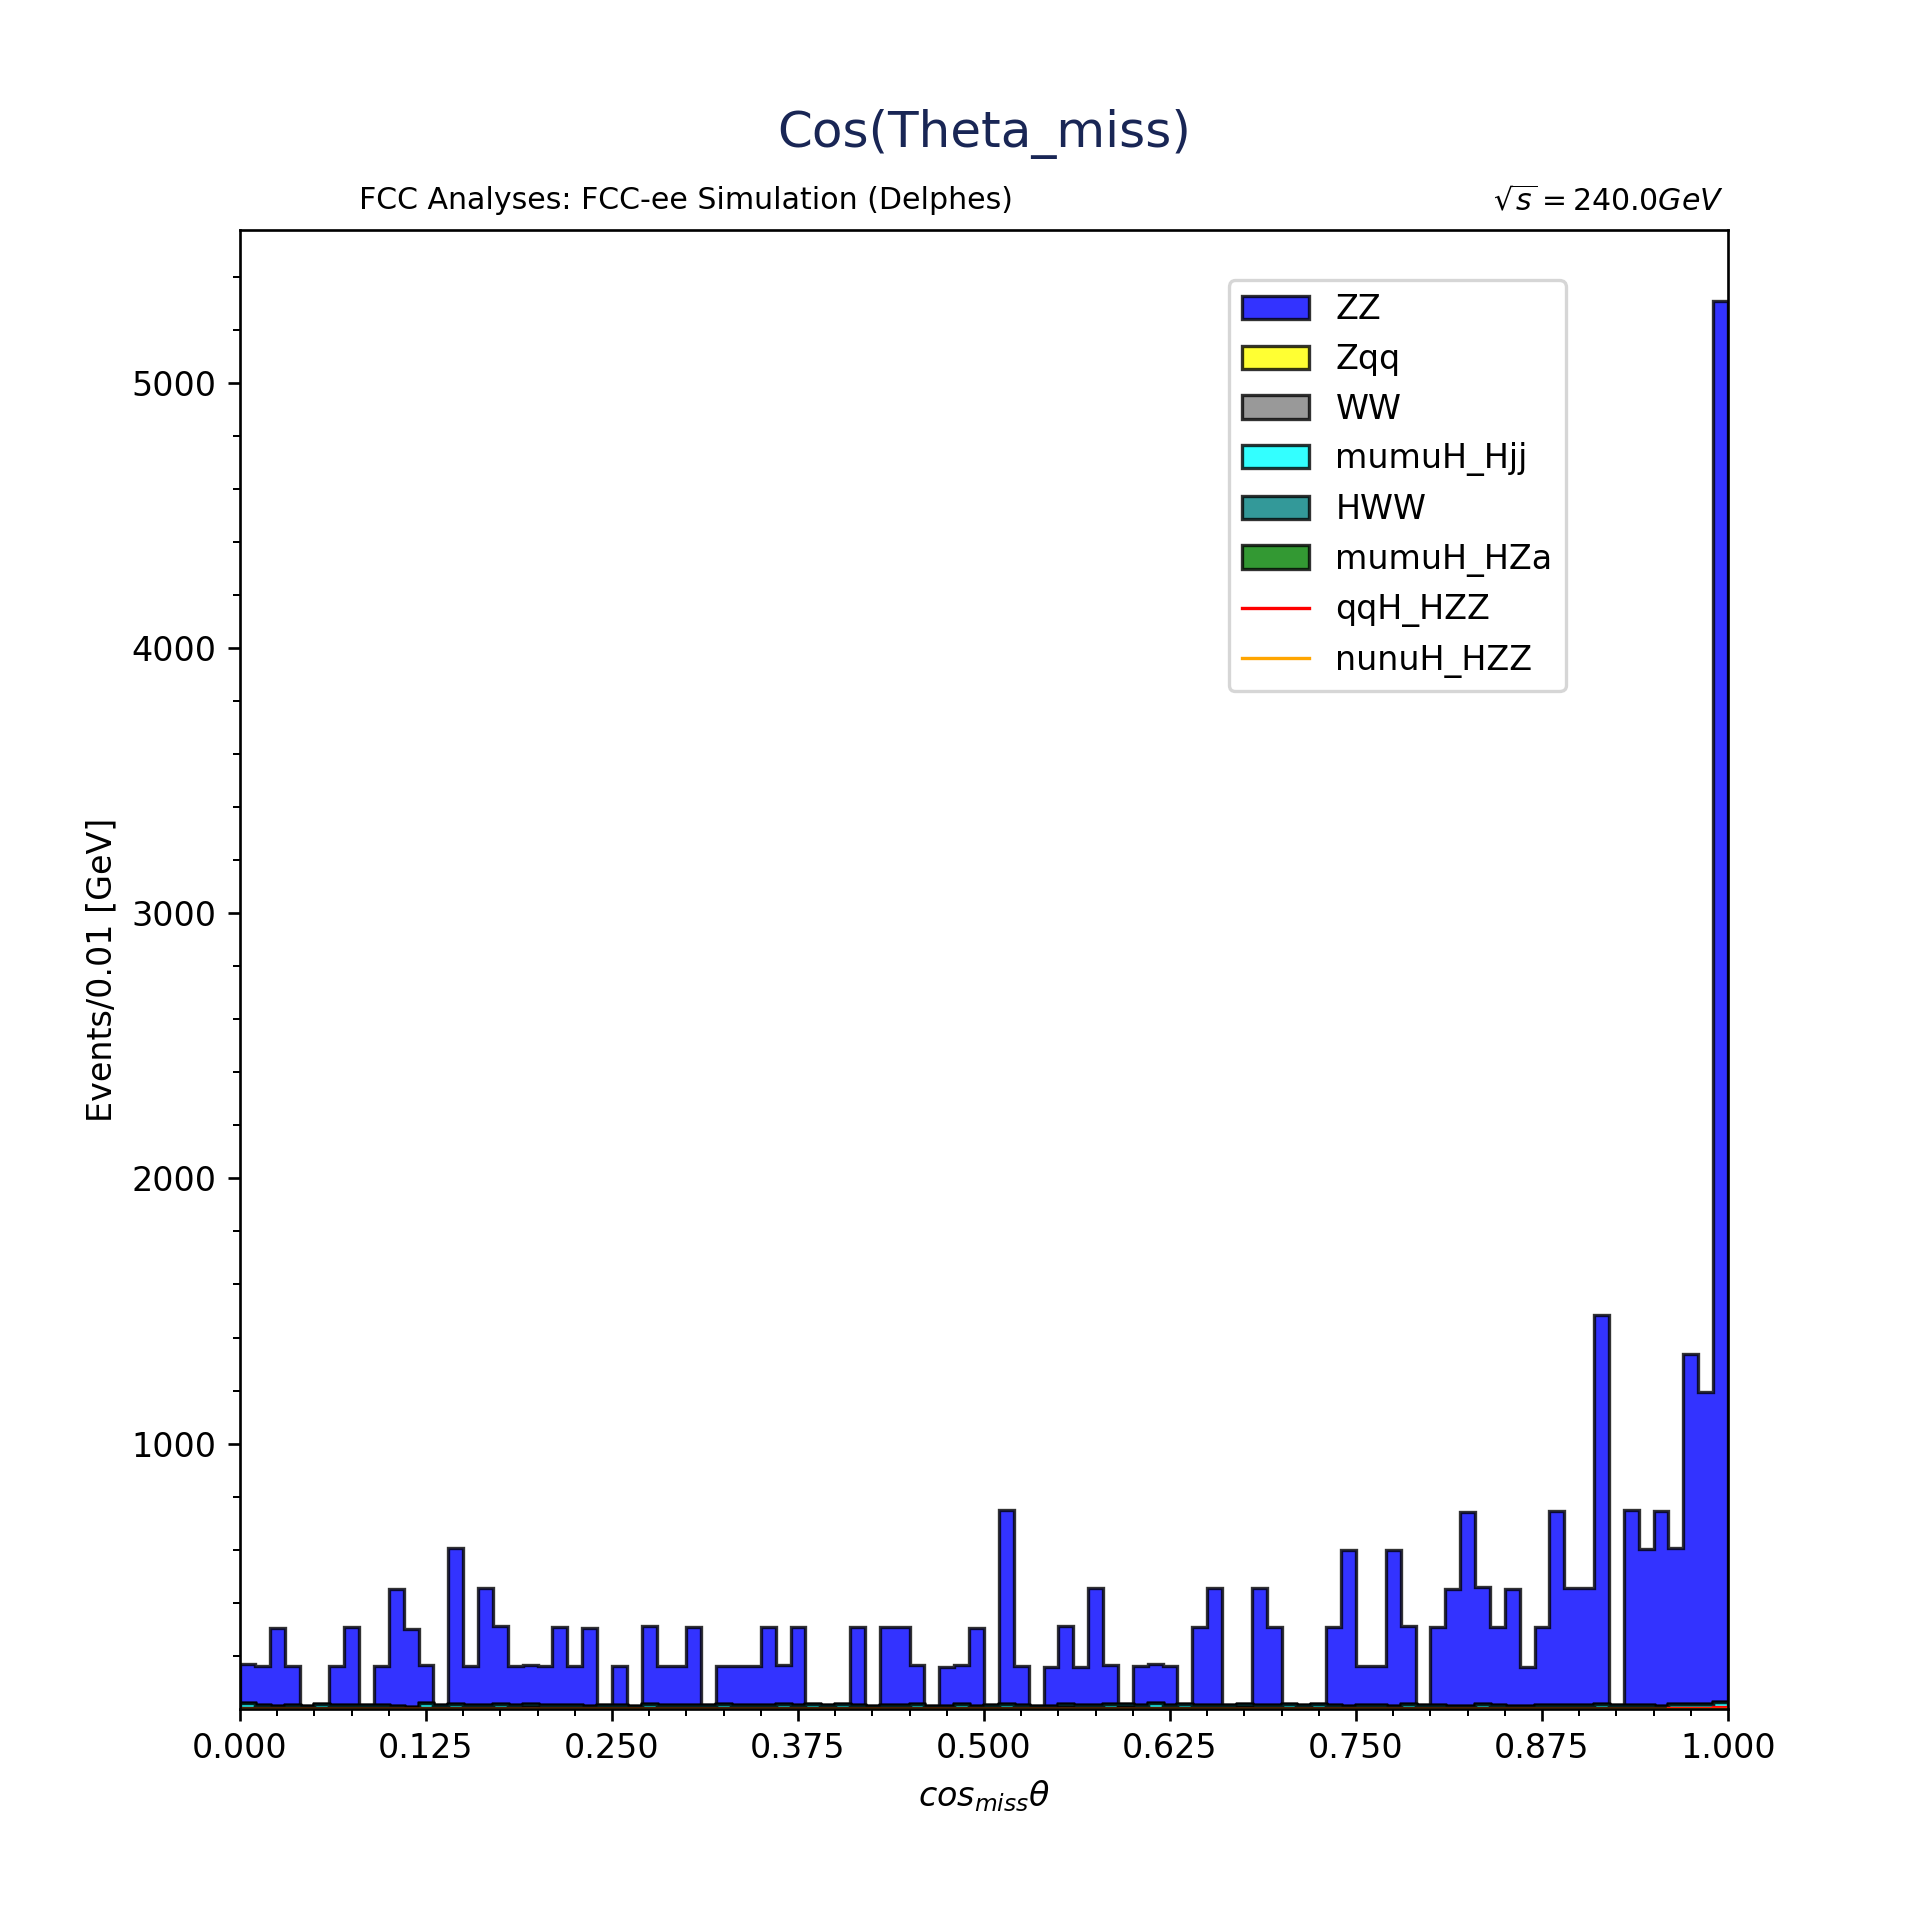 Cos(Theta_miss)
FCC Analyses: FCC-ee Simulation (Delphes)
√s = 240.0GeV
ZZ
Zqq
WW
mumuH_Hjj
HWW
mumuH_HZa
qqH_HZZ
nunuH_HZZ
5000
4000
3000
2000
1000
Events/0.01 [GeV]
0.000 0.125 0.250 0.375 0.500 0.625 0.750 0.875 1.000
cos_miss θ